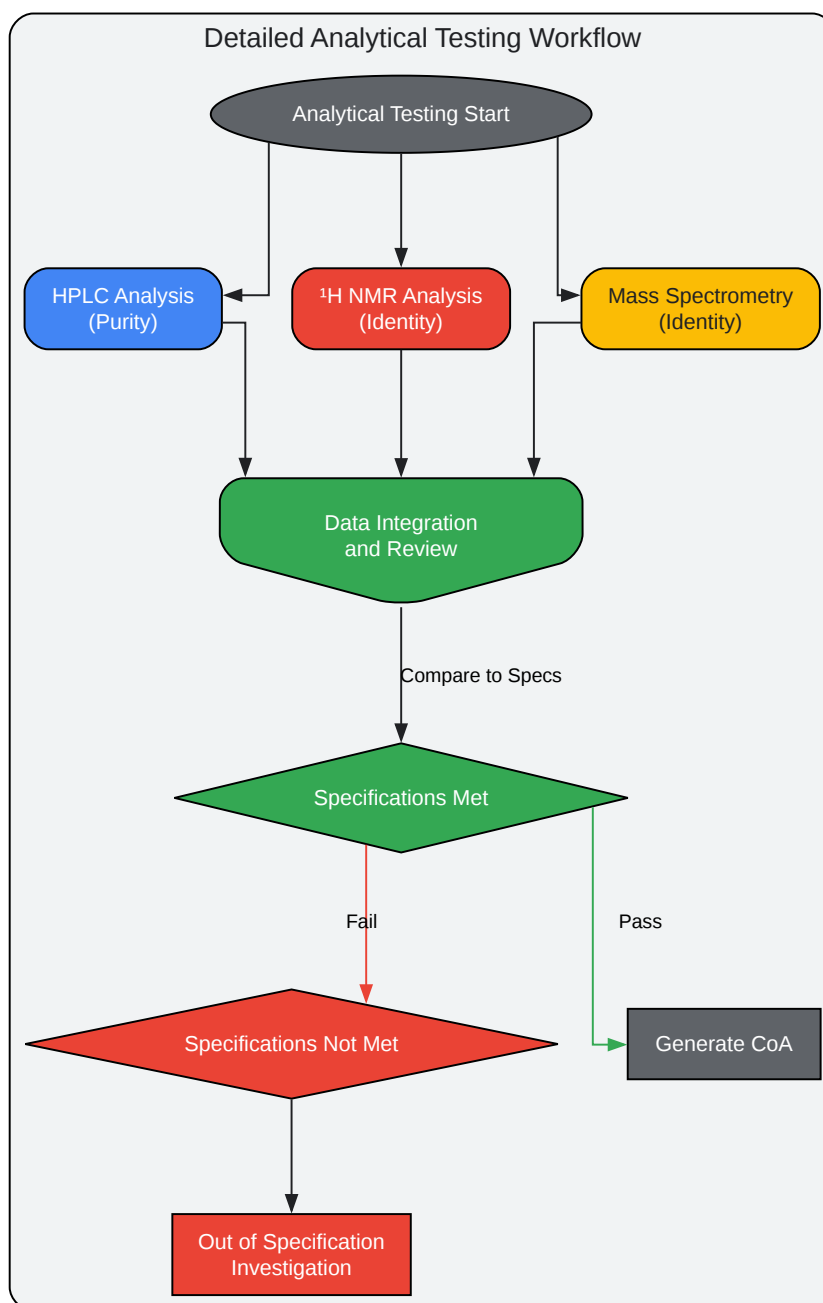 Detailed Analytical Testing Workflow
Analytical Testing Start
HPLC Analysis
(Purity)
¹H NMR Analysis
(Identity)
Mass Spectrometry
(Identity)
Data Integration
and Review
Compare to Specs
Specifications Met
Fail
Pass
Specifications Not Met
Generate CoA
Out of Specification
Investigation